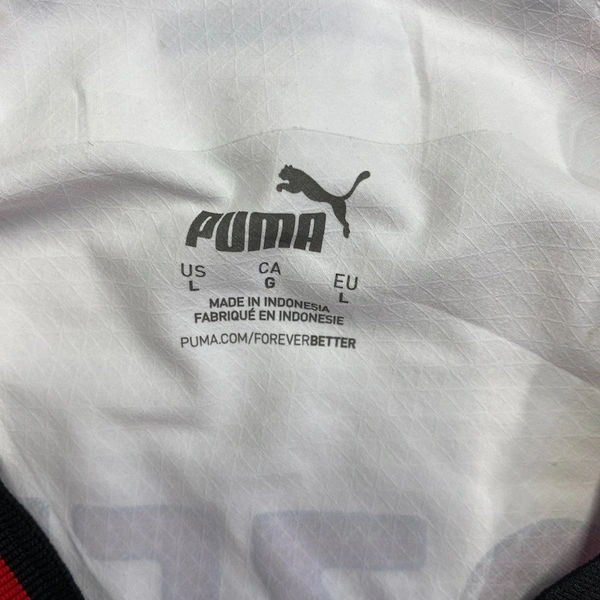 PUMA
US CA EU
L G L
MADE IN INDONESIA
FABRIQUÉ EN INDONESIE
PUMA.COM/FOREVERBETTER